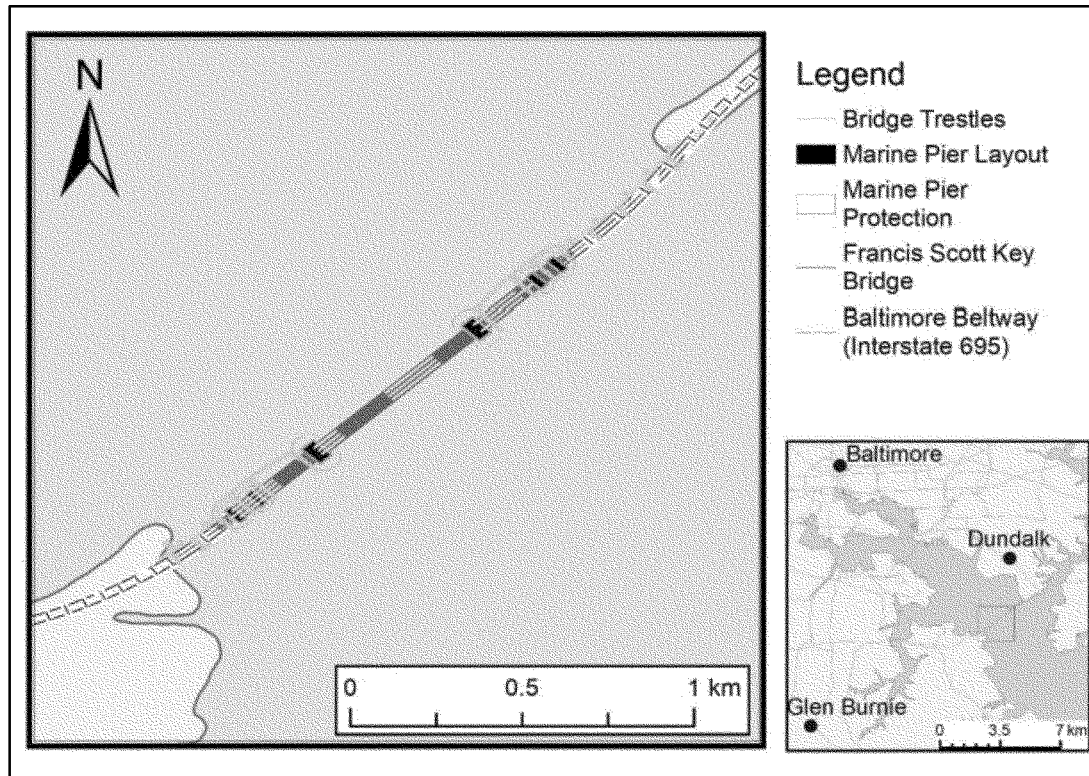 N
0 0.5 1 km
Legend
Bridge Trestles
Marine Pier Layout
Marine Pier
Protection
Francis Scott Key
Bridge
Baltimore Beltway
(Interstate 695)
Baltimore
Dundalk
Glen Burnie
0 3.5 7 km